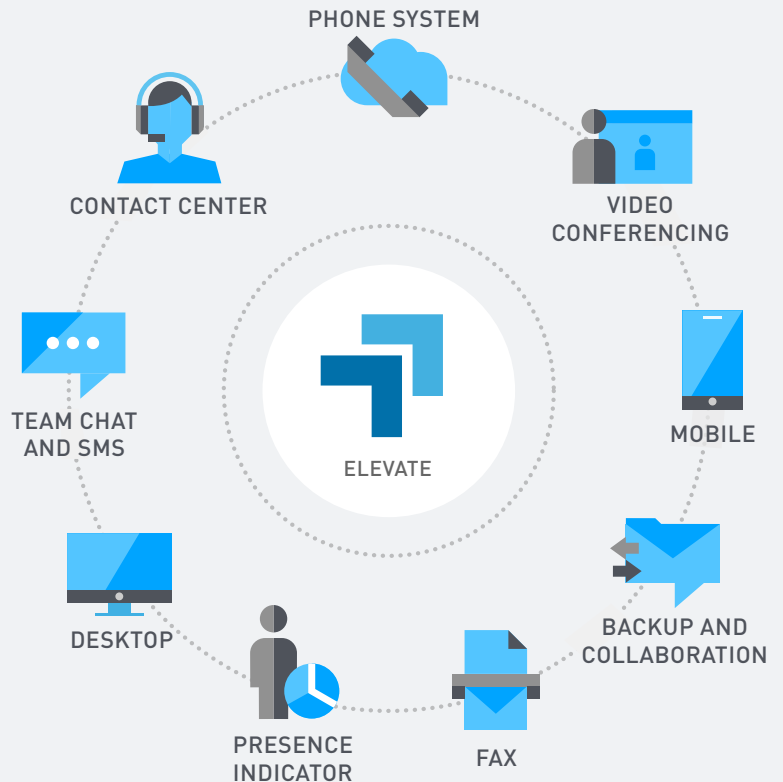 PHONE SYSTEM
CONTACT CENTER
VIDEO
CONFERENCING
ELEVATE
TEAM CHAT
AND SMS
MOBILE
DESKTOP
BACKUP AND
COLLABORATION
PRESENCE
INDICATOR
FAX